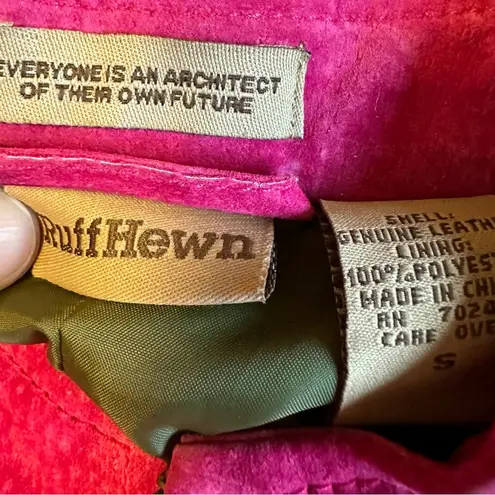 EVERYONE IS AN ARCHITECT
OF THEIR OWN FUTURE
RuffHewn
SHELL:
GENUINE LEATH
LINING:
100%POLYES
MADE IN CHI
RN 7024
CARE OVE
S